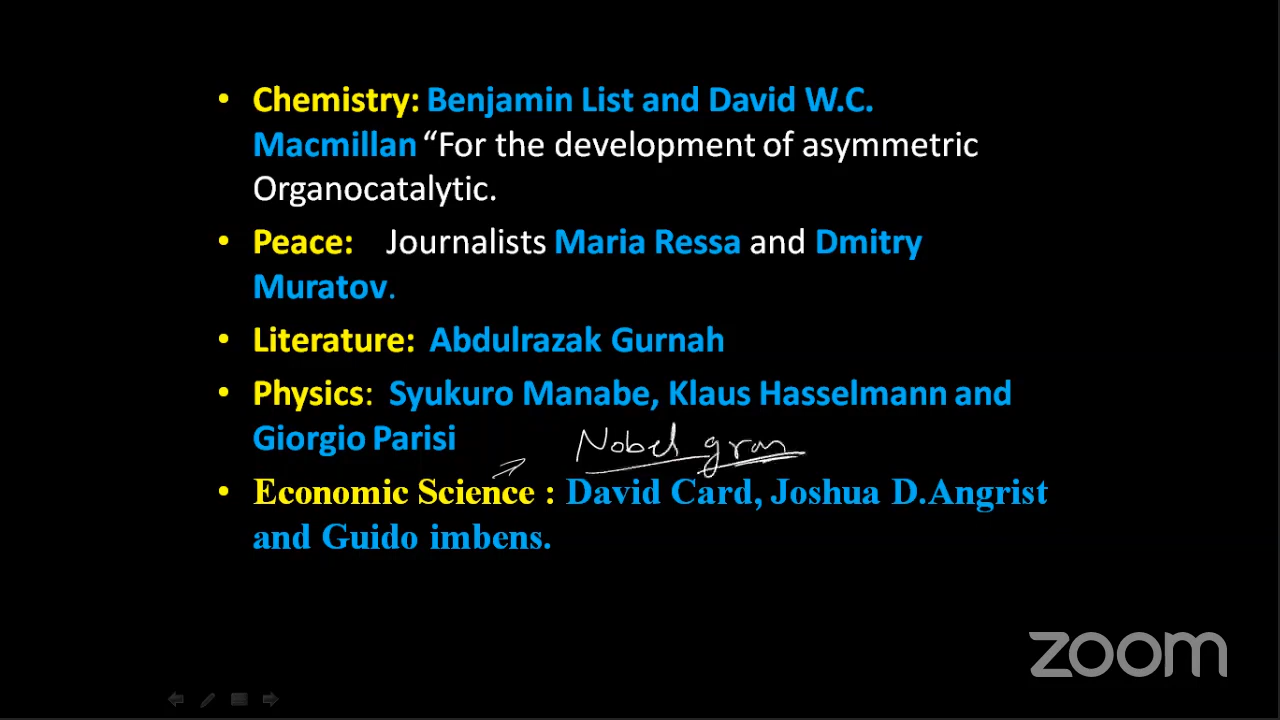 • Chemistry: Benjamin List and David W.C.
Macmillan “For the development of asymmetric
Organocatalytic.
• Peace: Journalists Maria Ressa and Dmitry
Muratov.
• Literature: Abdulrazak Gurnah
• Physics: Syukuro Manabe, Klaus Hasselmann and
Giorgio Parisi
Nobel
• Economic Science : David Card, Joshua D.Angrist
and Guido imbens.
zoom